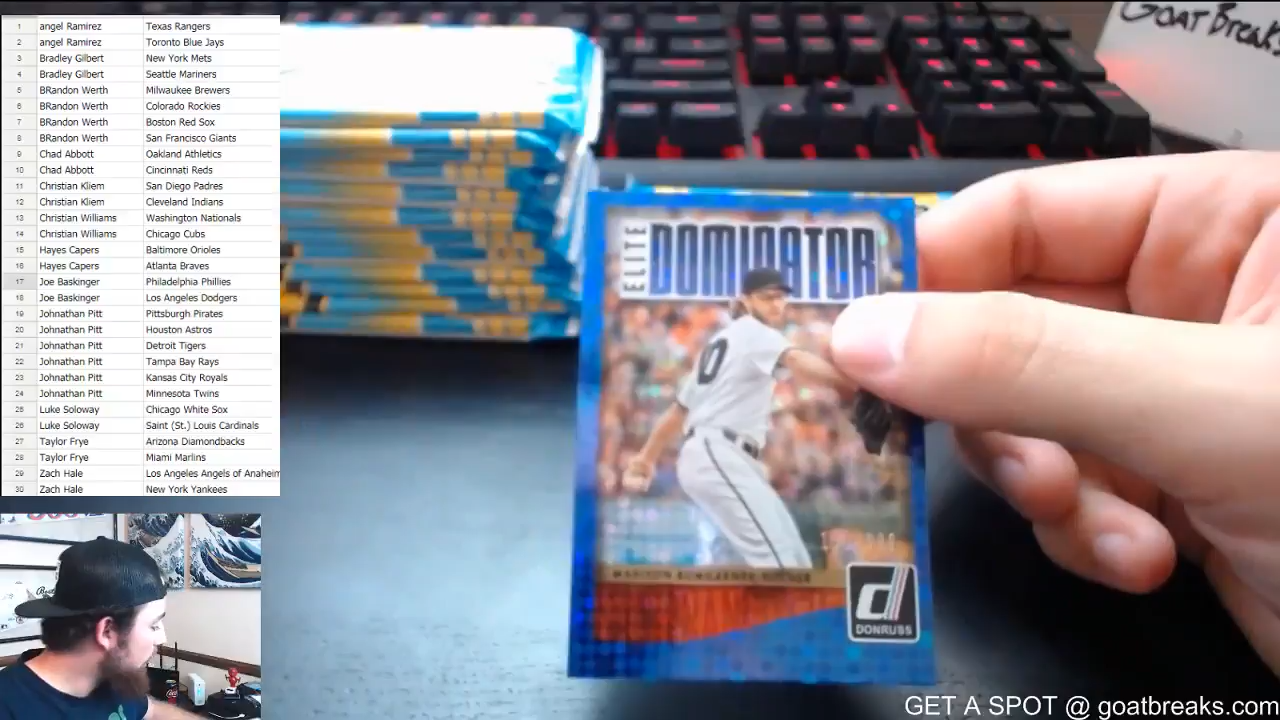 1 angel Ramirez Texas Rangers
2 angel Ramirez Toronto Blue Jays
3 Bradley Gilbert New York Mets
4 Bradley Gilbert Seattle Mariners
5 BRandon Werth Milwaukee Brewers
6 BRandon Werth Colorado Rockies
7 BRandon Werth Boston Red Sox
8 BRandon Werth San Francisco Giants
9 Chad Abbott Oakland Athletics
10 Chad Abbott Cincinnati Reds
11 Christian Kliem San Diego Padres
12 Christian Kliem Cleveland Indians
13 Christian Williams Washington Nationals
14 Christian Williams Chicago Cubs
15 Hayes Capers Baltimore Orioles
16 Hayes Capers Atlanta Braves
17 Joe Baskinger Philadelphia Phillies
18 Joe Baskinger Los Angeles Dodgers
19 Johnathan Pitt Pittsburgh Pirates
20 Johnathan Pitt Houston Astros
21 Johnathan Pitt Detroit Tigers
22 Johnathan Pitt Tampa Bay Rays
23 Johnathan Pitt Kansas City Royals
24 Johnathan Pitt Minnesota Twins
25 Luke Soloway Chicago White Sox
26 Luke Soloway Saint (St.) Louis Cardinals
27 Taylor Frye Arizona Diamondbacks
28 Taylor Frye Miami Marlins
29 Zach Hale Los Angeles Angels of Anaheim
30 Zach Hale New York Yankees
GOAT BREAKS
ELITE
DOMINATOR
DONRUSS
GET A SPOT @ goatbreaks.com